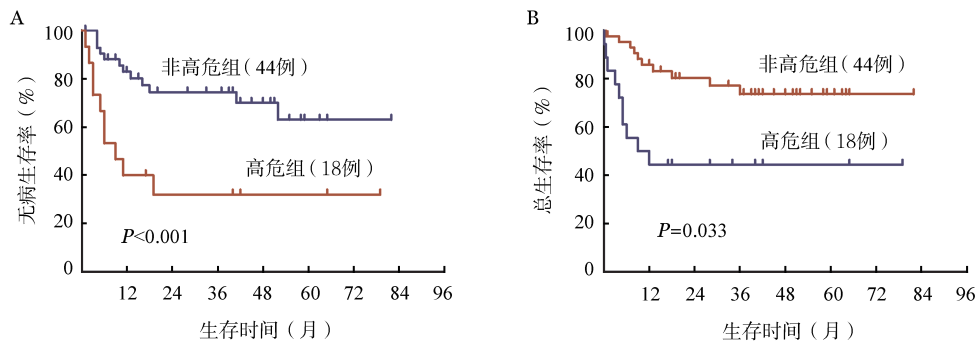 A
100
80
60
40
20
0
无病生存率（%）
非高危组（44例）
高危组（18例）
P<0.001
12 24 36 48 60 72 84 96
生存时间（月）
B
100
80
60
40
20
0
总生存率（%）
非高危组（44例）
高危组（18例）
P=0.033
12 24 36 48 60 72 84 96
生存时间（月）